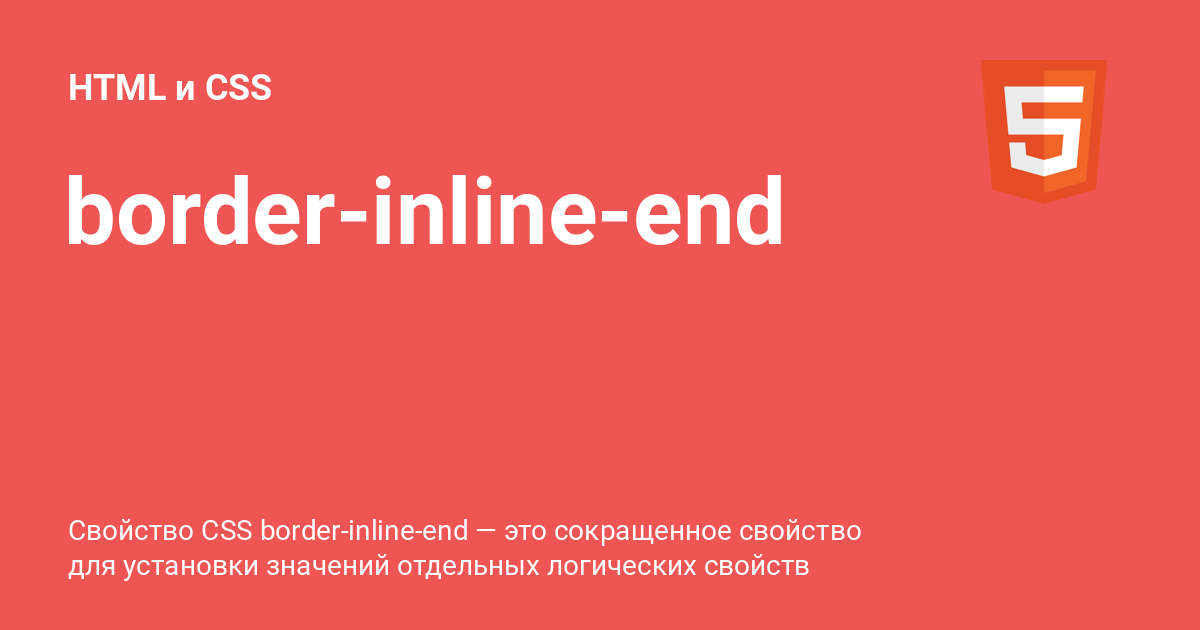 HTML и CSS
border-inline-end
Свойство CSS border-inline-end — это сокращенное свойство
для установки значений отдельных логических свойств